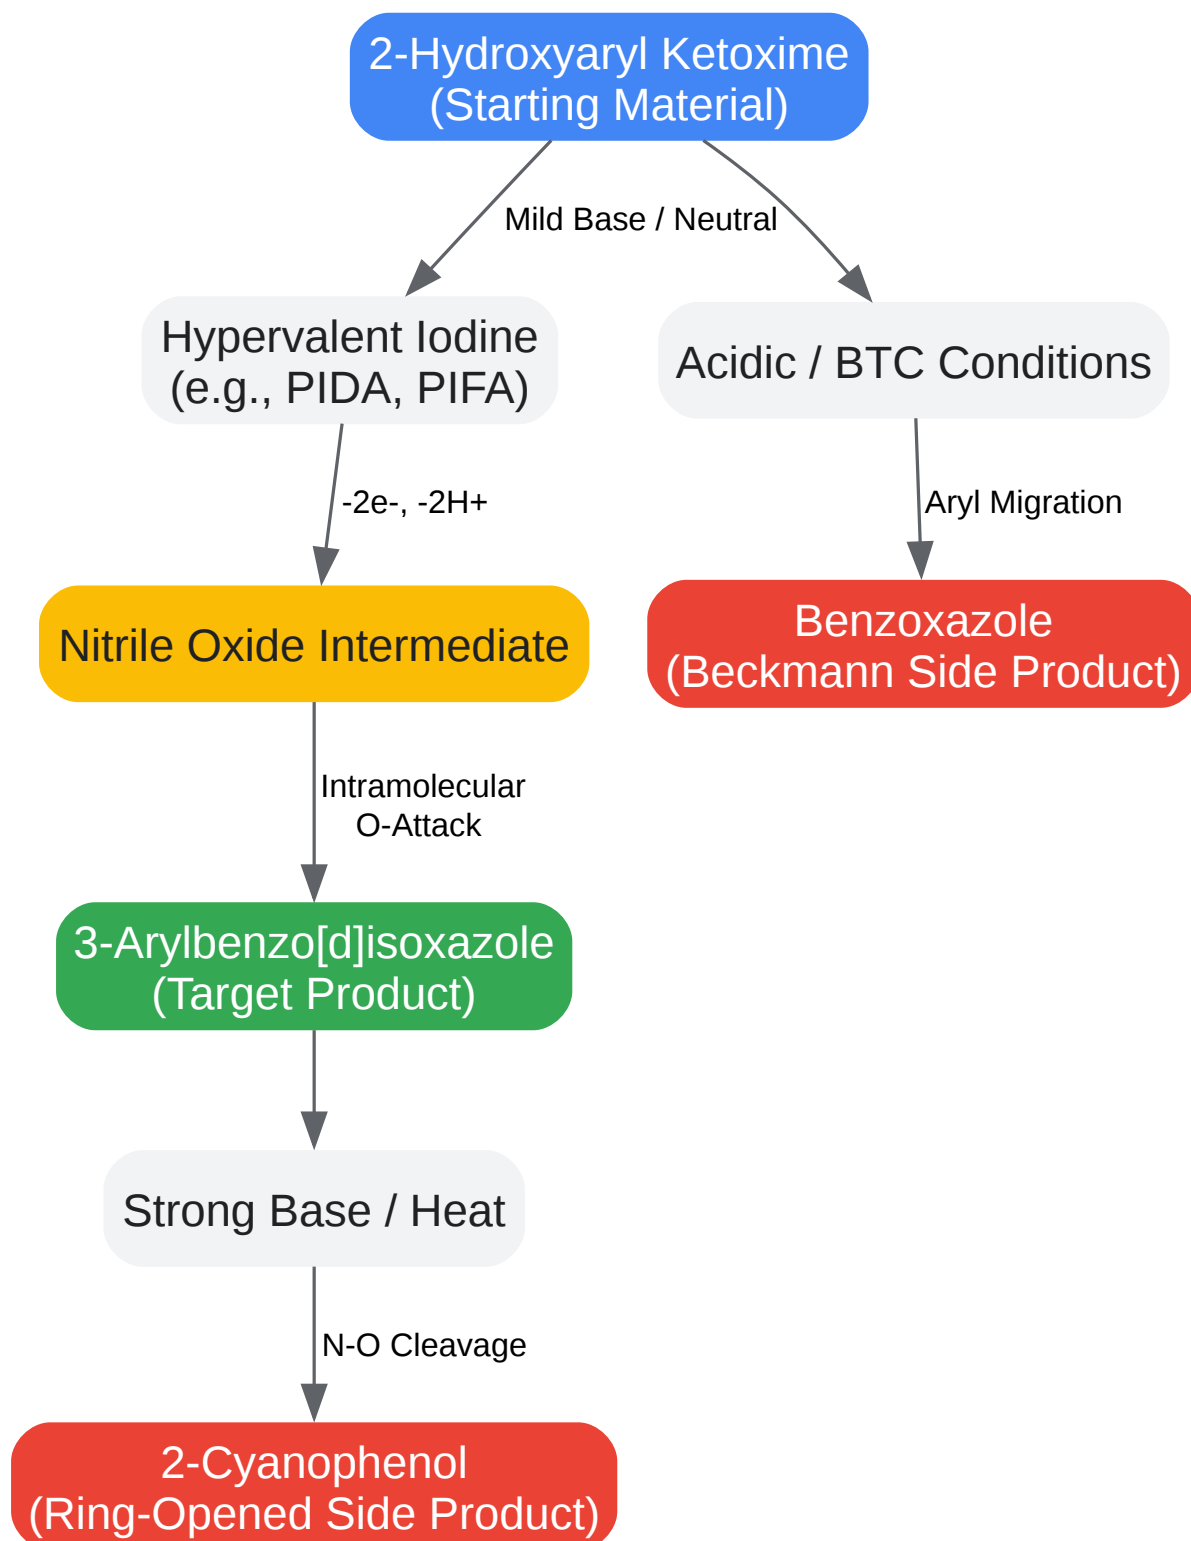 2-Hydroxyaryl Ketoxime
(Starting Material)
Mild Base / Neutral
Hypervalent Iodine
(e.g., PIDA, PIFA)
Acidic / BTC Conditions
-2e-, -2H+
Aryl Migration
Nitrile Oxide Intermediate
Benzoxazole
(Beckmann Side Product)
Intramolecular
O-Attack
3-Arylbenzo[d]isoxazole
(Target Product)
Strong Base / Heat
N-O Cleavage
2-Cyanophenol
(Ring-Opened Side Product)